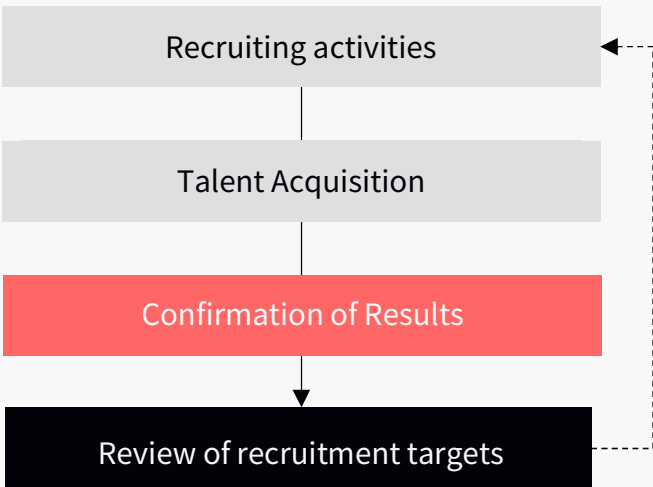 Recruiting activities
Talent Acquisition
Confirmation of Results
Review of recruitment targets